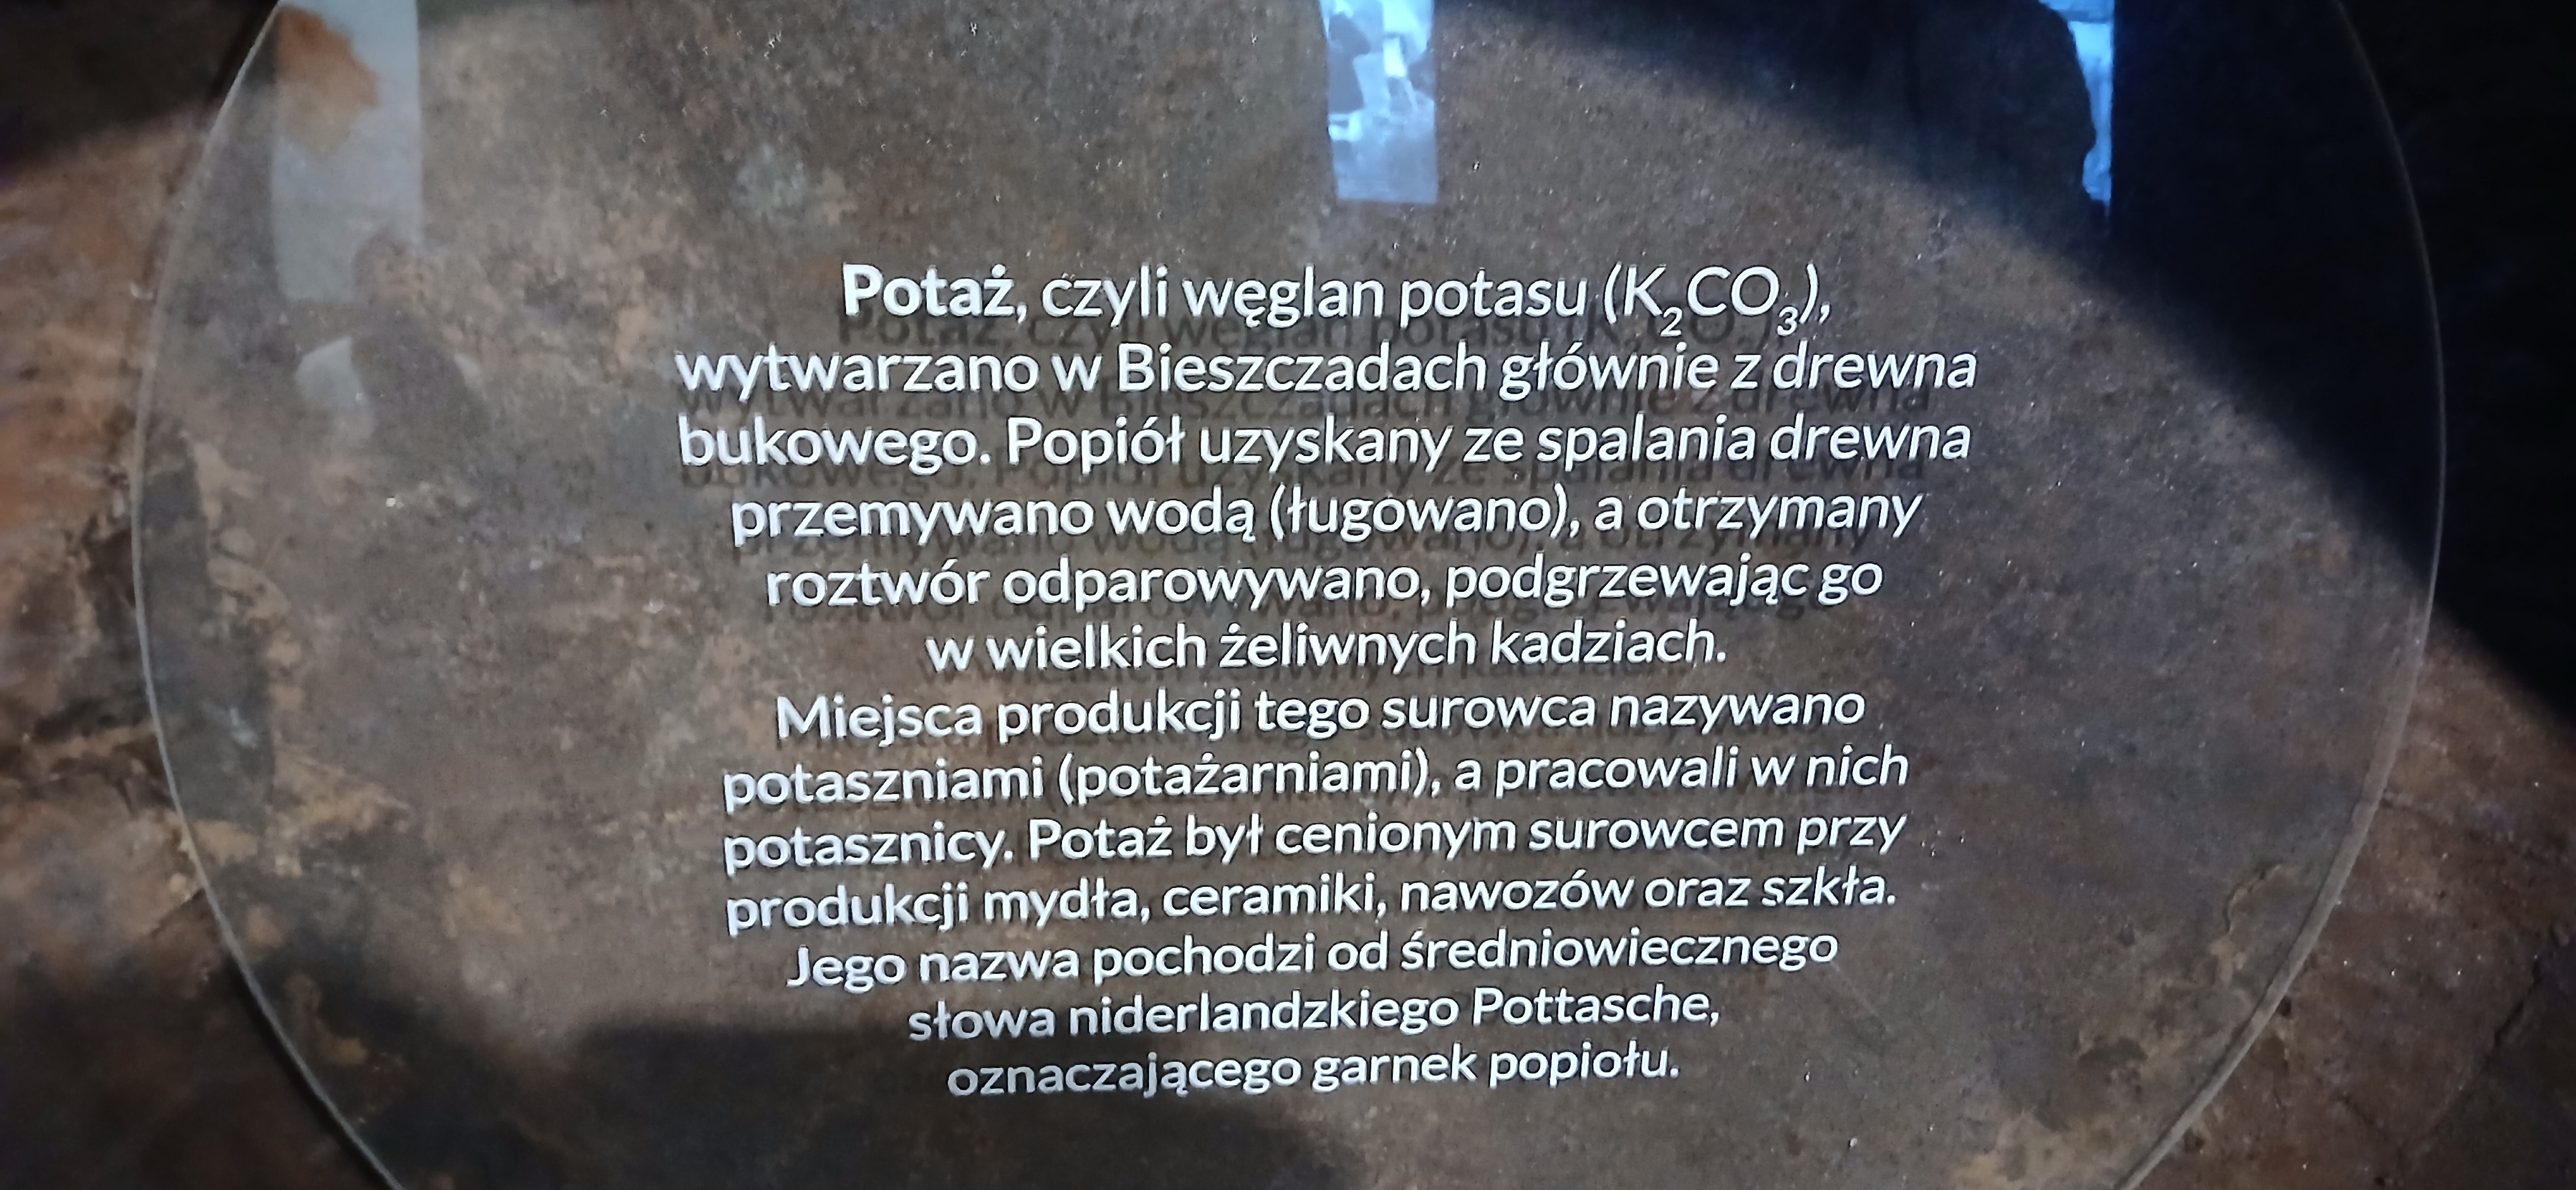 Potaż, czyli węglan potasu (K₂CO₃),
wytwarzano w Bieszczadach głównie z drewna
bukowego. Popiół uzyskany ze spalania drewna
przemywano wodą (ługowano), a otrzymany
roztwór odparowywano, podgrzewając go
w wielkich żeliwnych kadziach.
Miejsca produkcji tego surowca nazywano
potaszniami (potażarniami), a pracowali w nich
potasznicy. Potaż był cenionym surowcem przy
produkcji mydła, ceramiki, nawozów oraz szkła.
Jego nazwa pochodzi od średniowiecznego
słowa niderlandzkiego Pottasche,
oznaczającego garnek popiołu.